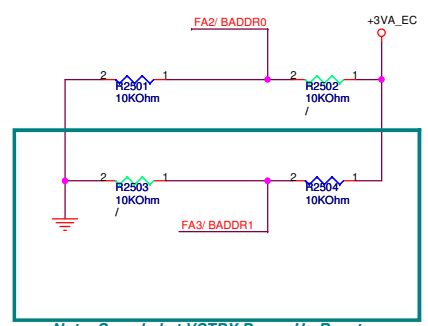 FA2/ BADDR0
+3VA_EC
2 1 2 1
R2501 R2502
10KOhm 10KOhm
/
2 1 2 1
R2503 R2504
10KOhm 10KOhm
/
FA3/ BADDR1